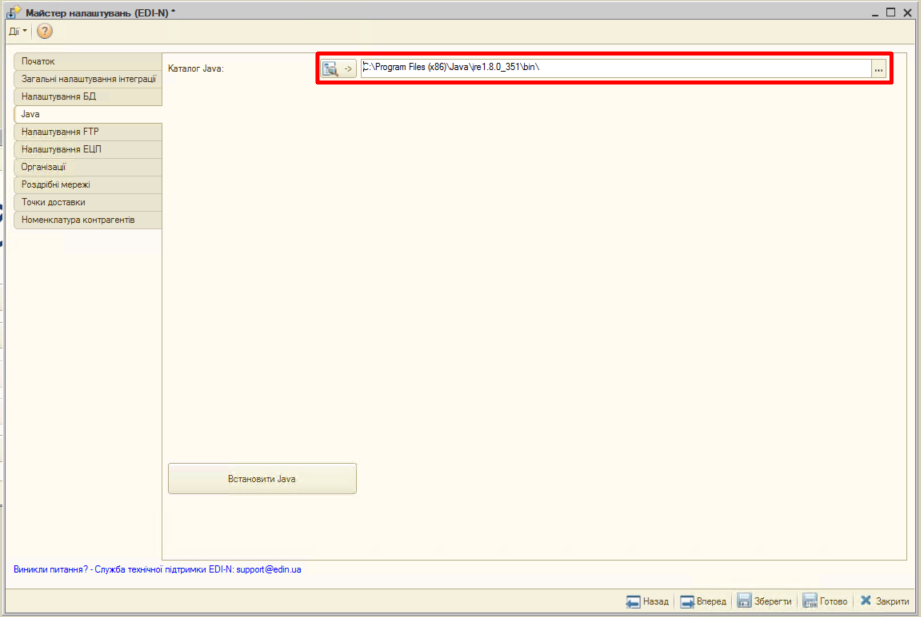 Майстер налаштувань (EDI-N) *
Дії
Початок
Загальні налаштування інтеграції
Налаштування БД
Java
Налаштування FTP
Налаштування ЕЦП
Організації
Роздрібні мережі
Точки доставки
Номенклатура контрагентів
Каталог Java:
->
C:\Program Files (x86)\Java\jre1.8.0_351\bin\
...
Встановити Java
Виникли питання? - Служба технічної підтримки EDI-N: support@edin.ua
Назад
Вперед
Зберегти
Готово
Закрити